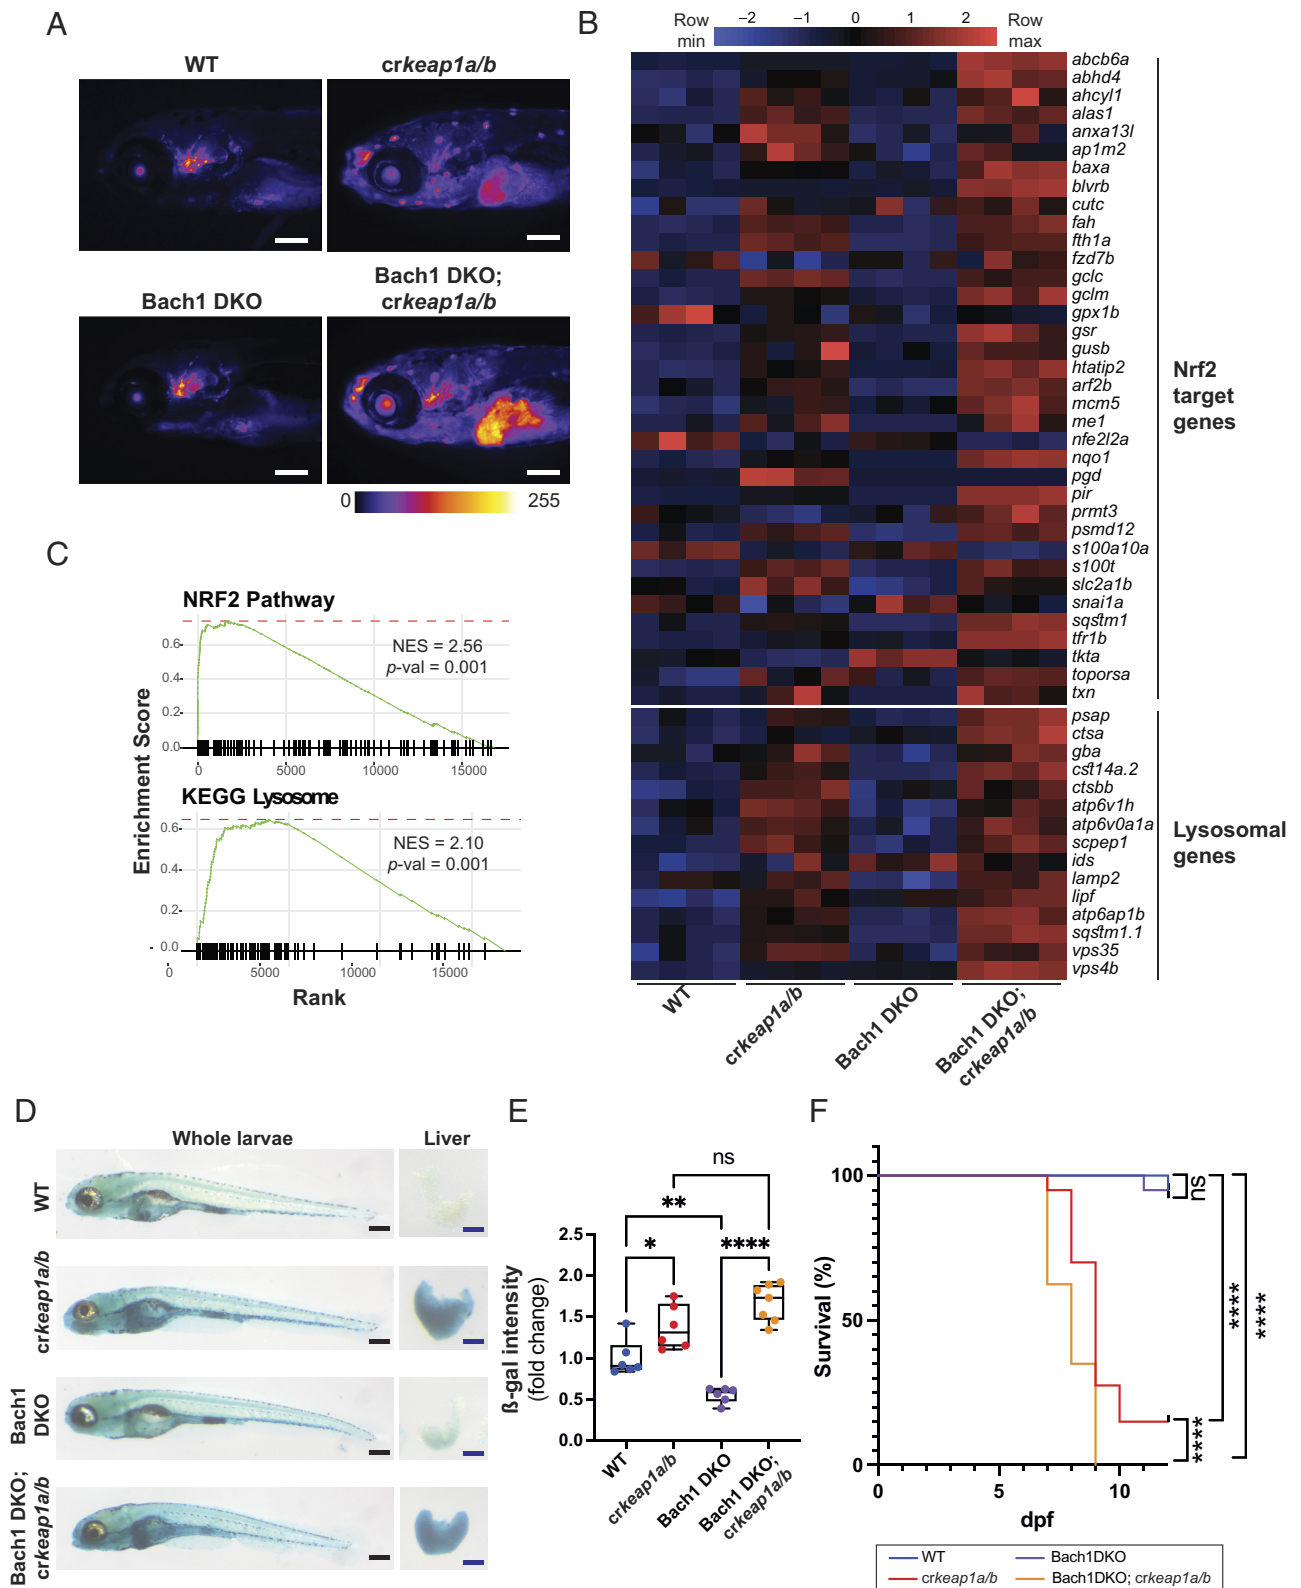 A
WT
crkeap1a/b
Bach1 DKO
Bach1 DKO;
crkeap1a/b
0 255
B
Row
min
−2 −1 0 1 2
Row
max
abcb6a
abhd4
ahcyl1
alas1
anxa13l
ap1m2
baxa
blvrb
cutc
fah
fth1a
fzd7b
gclc
gclm
gpx1b
gsr
gusb
htatip2
arf2b
mcm5
me1
nfe2l2a
nqo1
pgd
pir
prmt3
psmd12
s100a10a
s100t
slc2a1b
snai1a
sqstm1
tfr1b
tkta
toporsa
txn
Nrf2
target
genes
psap
ctsa
gba
cst14a.2
ctsbb
atp6v1h
atp6v0a1a
scpep1
ids
lamp2
lipf
atp6ap1b
sqstm1.1
vps35
vps4b
Lysosomal
genes
WT
crkeap1a/b
Bach1 DKO
Bach1 DKO;
crkeap1a/b
C
NRF2 Pathway
NES = 2.56
p-val = 0.001
0.6
0.4
0.2
0.0
0 5000 10000 15000
KEGG Lysosome
NES = 2.10
p-val = 0.001
0.6
0.4
0.2
0.0
0 5000 10000 15000
Enrichment Score
Rank
D
Whole larvae
Liver
WT
crkeap1a/b
Bach1
DKO
Bach1 DKO;
crkeap1a/b
E
ns
**
* ****
2.5
2.0
1.5
1.0
0.5
0.0
ß-gal intensity
(fold change)
WT
crkeap1a/b
Bach1 DKO
Bach1 DKO;
crkeap1a/b
F
100
50
0
Survival (%)
0 5 10
dpf
ns
****
****
****
WT
Bach1DKO
crkeap1a/b
Bach1DKO; crkeap1a/b